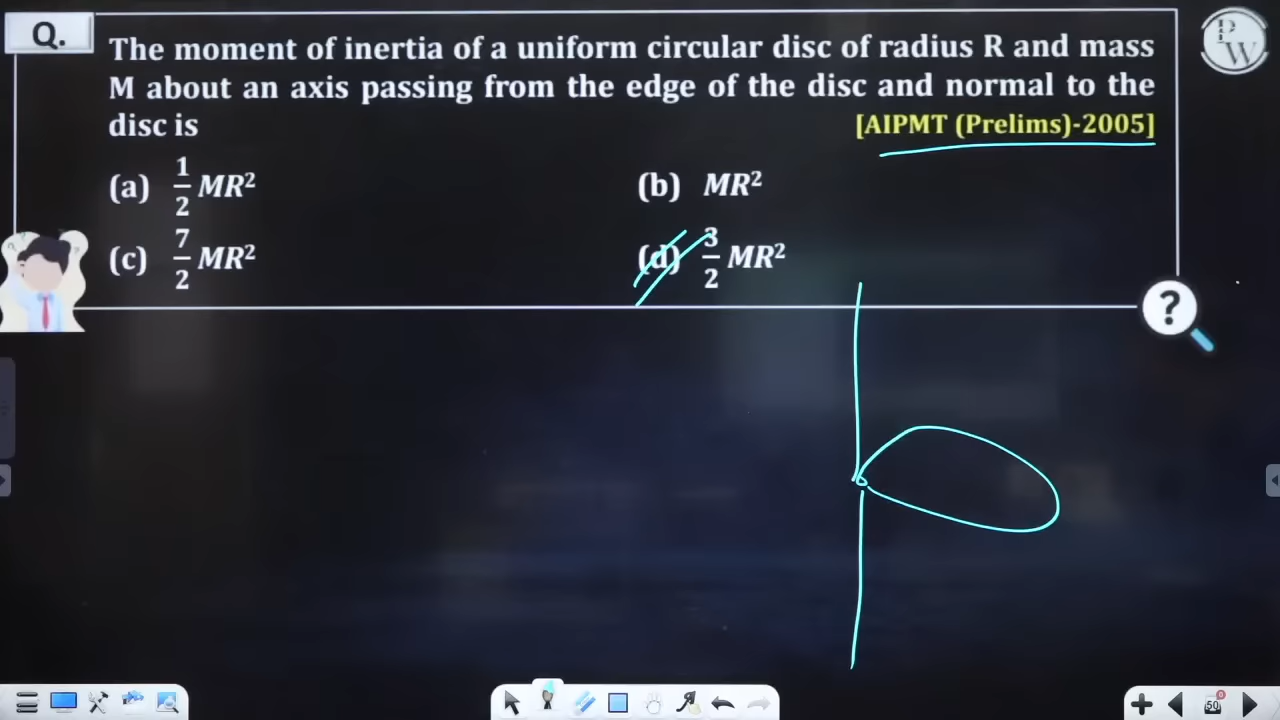 Q.
The moment of inertia of a uniform circular disc of radius R and mass
M about an axis passing from the edge of the disc and normal to the
disc is [AIPMT (Prelims)-2005]
(a) 1/2 MR² (b) MR²
(c) 7/2 MR² (d) 3/2 MR²
P
W
?
50
0